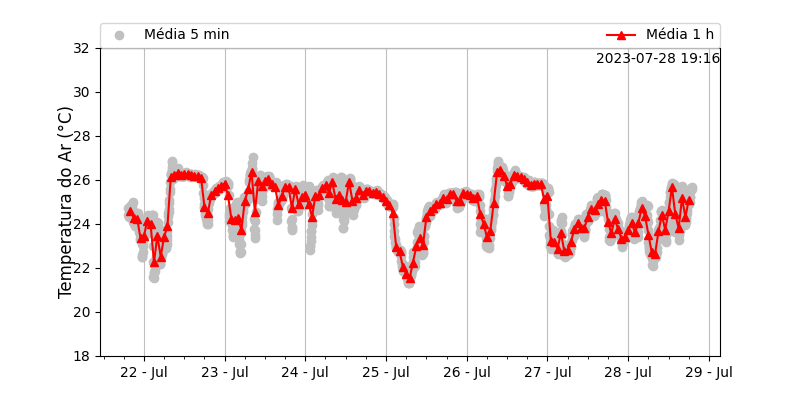 Média 5 min
Média 1 h
2023-07-28 19:16
Temperatura do Ar (°C)
32
30
28
26
24
22
20
18
22 - Jul
23 - Jul
24 - Jul
25 - Jul
26 - Jul
27 - Jul
28 - Jul
29 - Jul